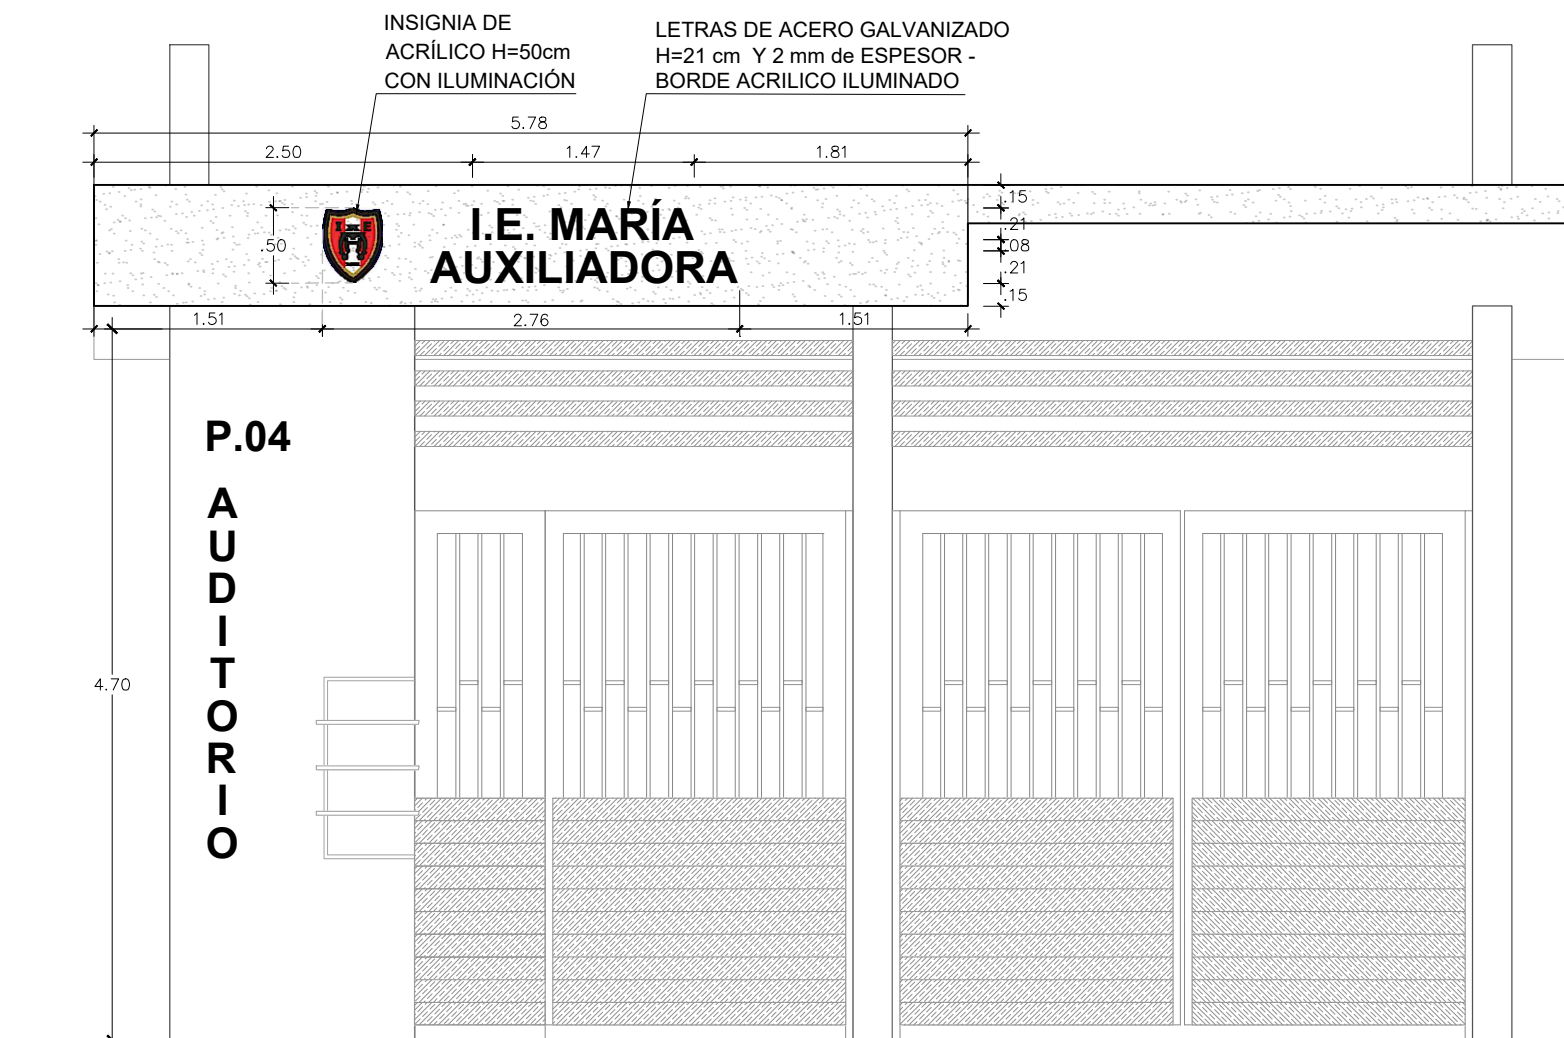 INSIGNIA DE
ACRÍLICO H=50cm
CON ILUMINACIÓN
LETRAS DE ACERO GALVANIZADO
H=21 cm Y 2 mm de ESPESOR -
BORDE ACRILICO ILUMINADO
5.78
2.50
1.47
1.81
.15
.21
.08
.21
.15
.50
I E
I.E. MARÍA
AUXILIADORA
1.51
2.76
1.51
P.04
A
U
D
I
T
O
R
I
O
4.70